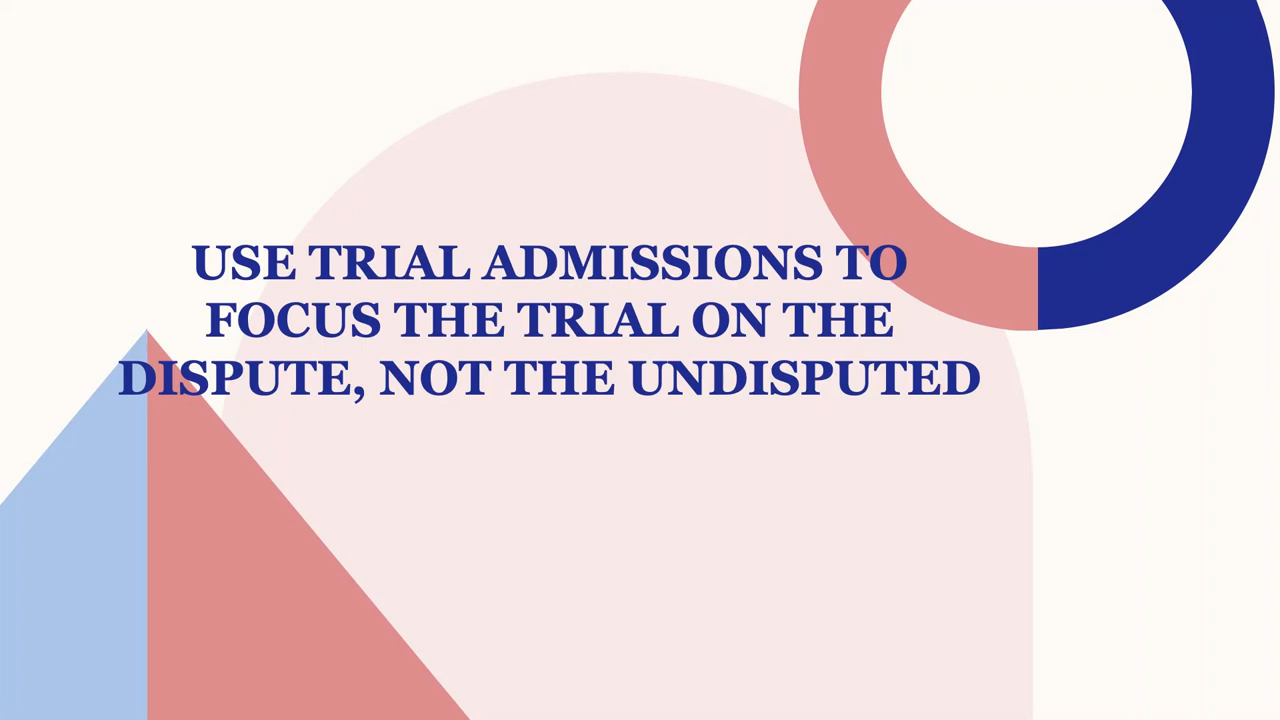 USE TRIAL ADMISSIONS TO
FOCUS THE TRIAL ON THE
DISPUTE, NOT THE UNDISPUTED